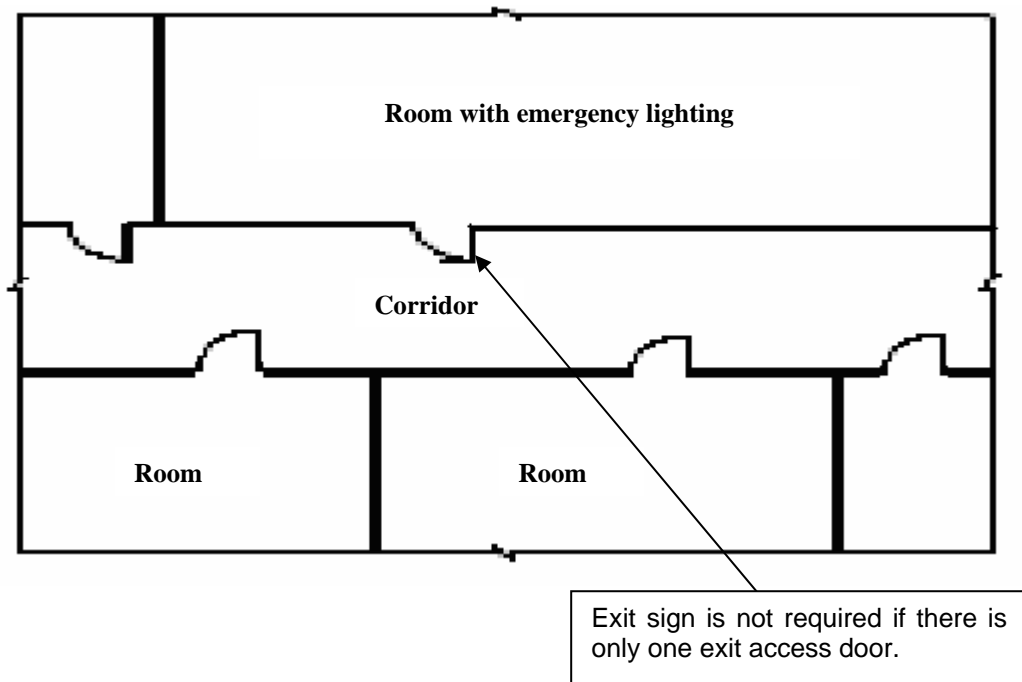 Room with emergency lighting
Corridor
Room
Room
Exit sign is not required if there is
only one exit access door.